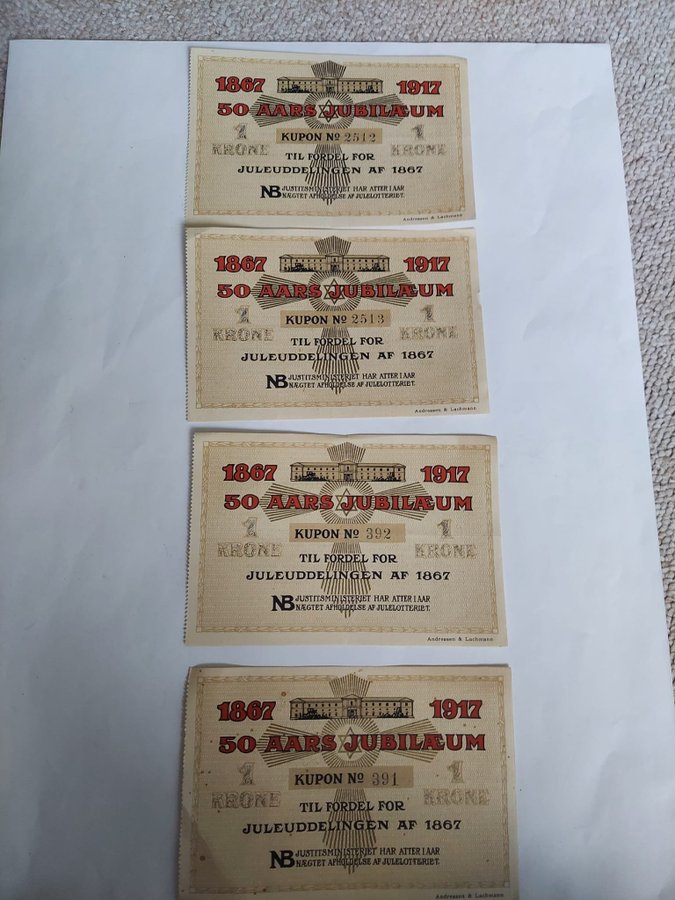 1867 1917
50 AARS JUBILÆUM
1 KRONE KUPON Nº 2512 1 KRONE
TIL FORDEL FOR
JULEUDDELINGEN AF 1867
NB JUSTITSMINISTERIET HAR ATTER I AAR
NÆGTET AFHOLDELSE AF JULELOTTERIET.
Andreasen & Lachmann
1867 1917
50 AARS JUBILÆUM
1 KRONE KUPON Nº 2513 1 KRONE
TIL FORDEL FOR
JULEUDDELINGEN AF 1867
NB JUSTITSMINISTERIET HAR ATTER I AAR
NÆGTET AFHOLDELSE AF JULELOTTERIET.
Andreasen & Lachmann
1867 1917
50 AARS JUBILÆUM
1 KRONE KUPON Nº 392 1 KRONE
TIL FORDEL FOR
JULEUDDELINGEN AF 1867
NB JUSTITSMINISTERIET HAR ATTER I AAR
NÆGTET AFHOLDELSE AF JULELOTTERIET.
Andreasen & Lachmann
1867 1917
50 AARS JUBILÆUM
1 KRONE KUPON Nº 391 1 KRONE
TIL FORDEL FOR
JULEUDDELINGEN AF 1867
NB JUSTITSMINISTERIET HAR ATTER I AAR
NÆGTET AFHOLDELSE AF JULELOTTERIET.
Andreasen & Lachmann